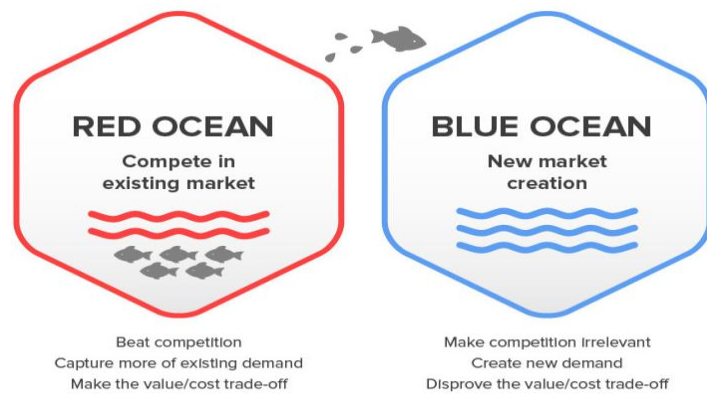 RED OCEAN
Compete in
existing market
Beat competition
Capture more of existing demand
Make the value/cost trade-off
BLUE OCEAN
New market
creation
Make competition irrelevant
Create new demand
Disprove the value/cost trade-off